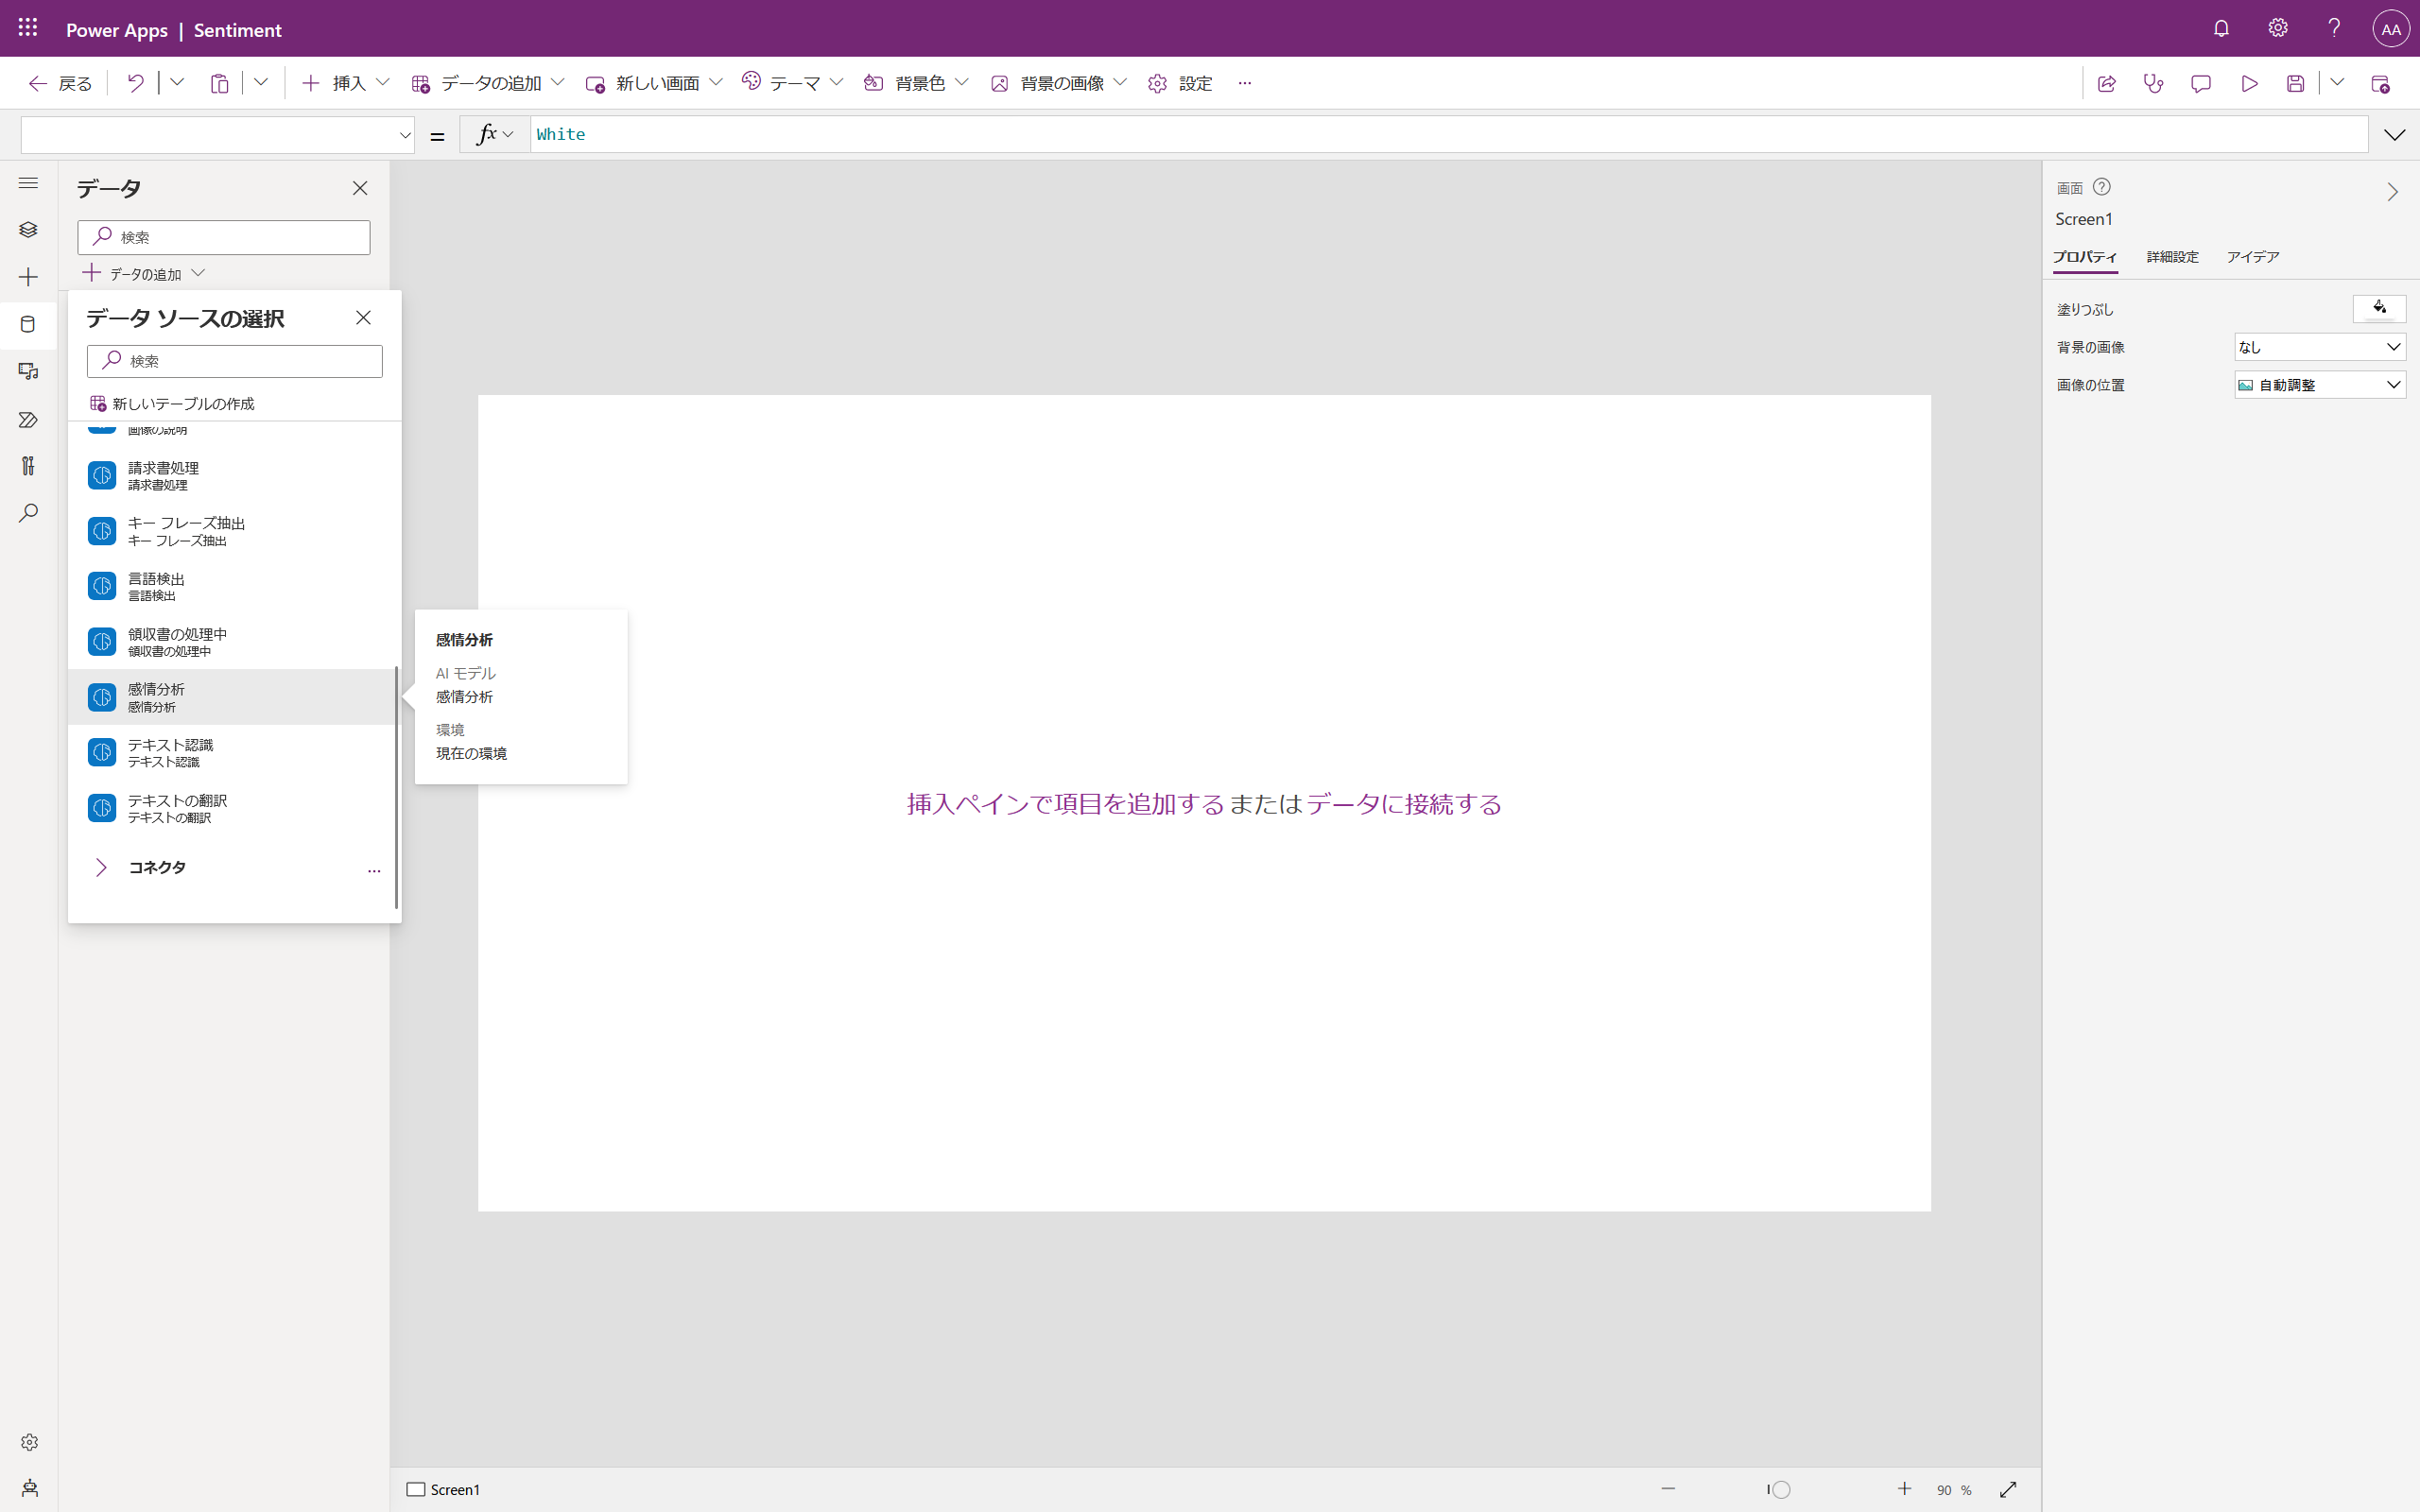 Power Apps | Sentiment
AA
戻る
挿入
データの追加
新しい画面
テーマ
背景色
背景の画像
設定
...
=
fx
White
データ
検索
データの追加
データ ソースの選択
検索
新しいテーブルの作成
画像の説明
請求書処理
請求書処理
キー フレーズ抽出
キー フレーズ抽出
言語検出
言語検出
領収書の処理中
領収書の処理中
感情分析
感情分析
テキスト認識
テキスト認識
テキストの翻訳
テキストの翻訳
コネクタ
...
感情分析
AI モデル
感情分析
環境
現在の環境
挿入ペインで項目を追加する または データに接続する
画面
Screen1
プロパティ 詳細設定 アイデア
塗りつぶし
背景の画像 なし
画像の位置 自動調整
Screen1
90 %